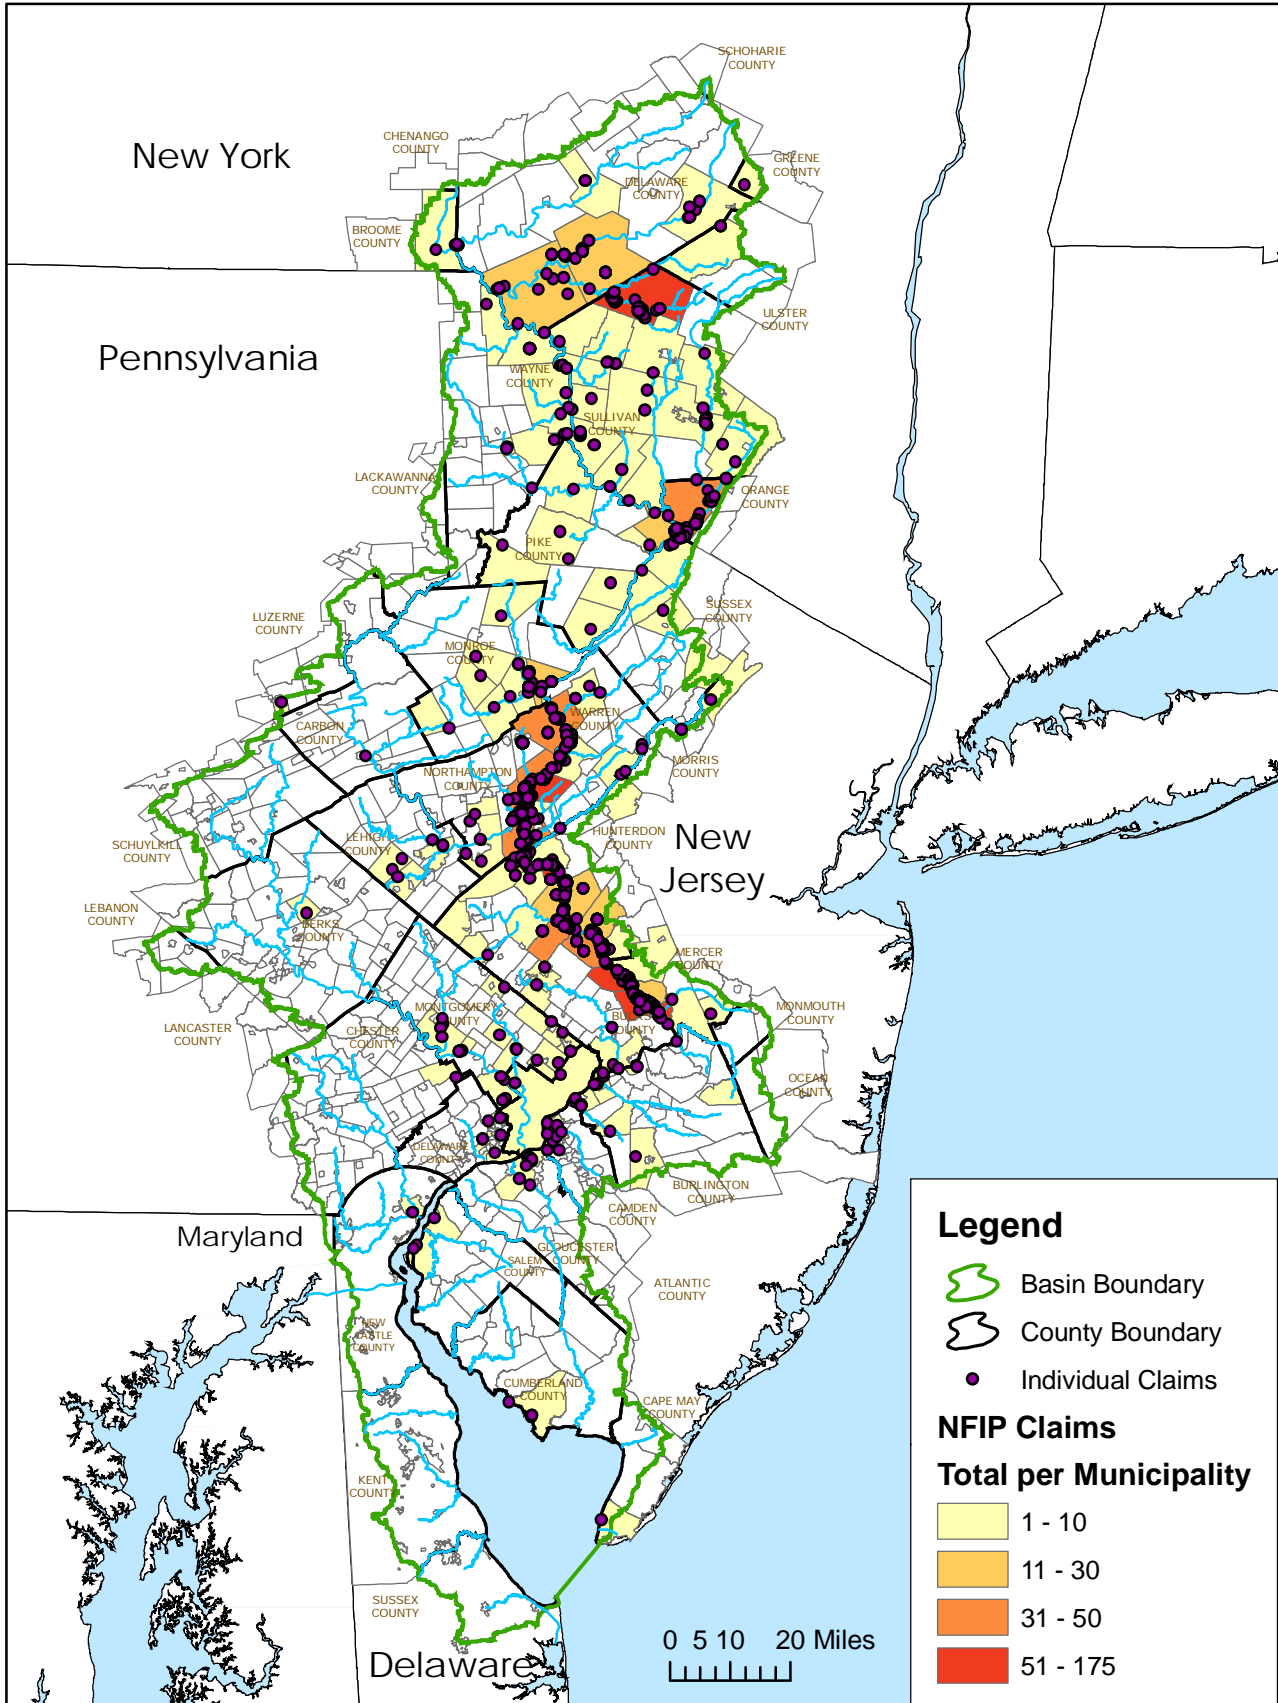 SCHOHARIE
COUNTY
CHENANGO
COUNTY
New York
GREENE
COUNTY
DELAWARE
COUNTY
BROOME
COUNTY
ULSTER
COUNTY
Pennsylvania
WAYNE
COUNTY
SULLIVAN
COUNTY
LACKAWANNA
COUNTY
ORANGE
COUNTY
PIKE
COUNTY
SUSSEX
COUNTY
LUZERNE
COUNTY
MONROE
COUNTY
WARREN
COUNTY
CARBON
COUNTY
MORRIS
COUNTY
NORTHAMPTON
COUNTY
HUNTERDON
COUNTY
New
Jersey
LEHIGH
COUNTY
SCHUYLKILL
COUNTY
LEBANON
COUNTY
BERKS
COUNTY
MERCER
COUNTY
MONTGOMERY
COUNTY
BUCKS
COUNTY
MONMOUTH
COUNTY
LANCASTER
COUNTY
CHESTER
COUNTY
OCEAN
COUNTY
DELAWARE
COUNTY
BURLINGTON
COUNTY
CAMDEN
COUNTY
Maryland
GLOUCESTER
COUNTY
SALEM
COUNTY
ATLANTIC
COUNTY
NEW
CASTLE
COUNTY
CUMBERLAND
COUNTY
CAPE MAY
COUNTY
KENT
COUNTY
SUSSEX
COUNTY
Delaware
0 5 10 20 Miles
Legend
Basin Boundary
County Boundary
Individual Claims
NFIP Claims
Total per Municipality
1 - 10
11 - 30
31 - 50
51 - 175